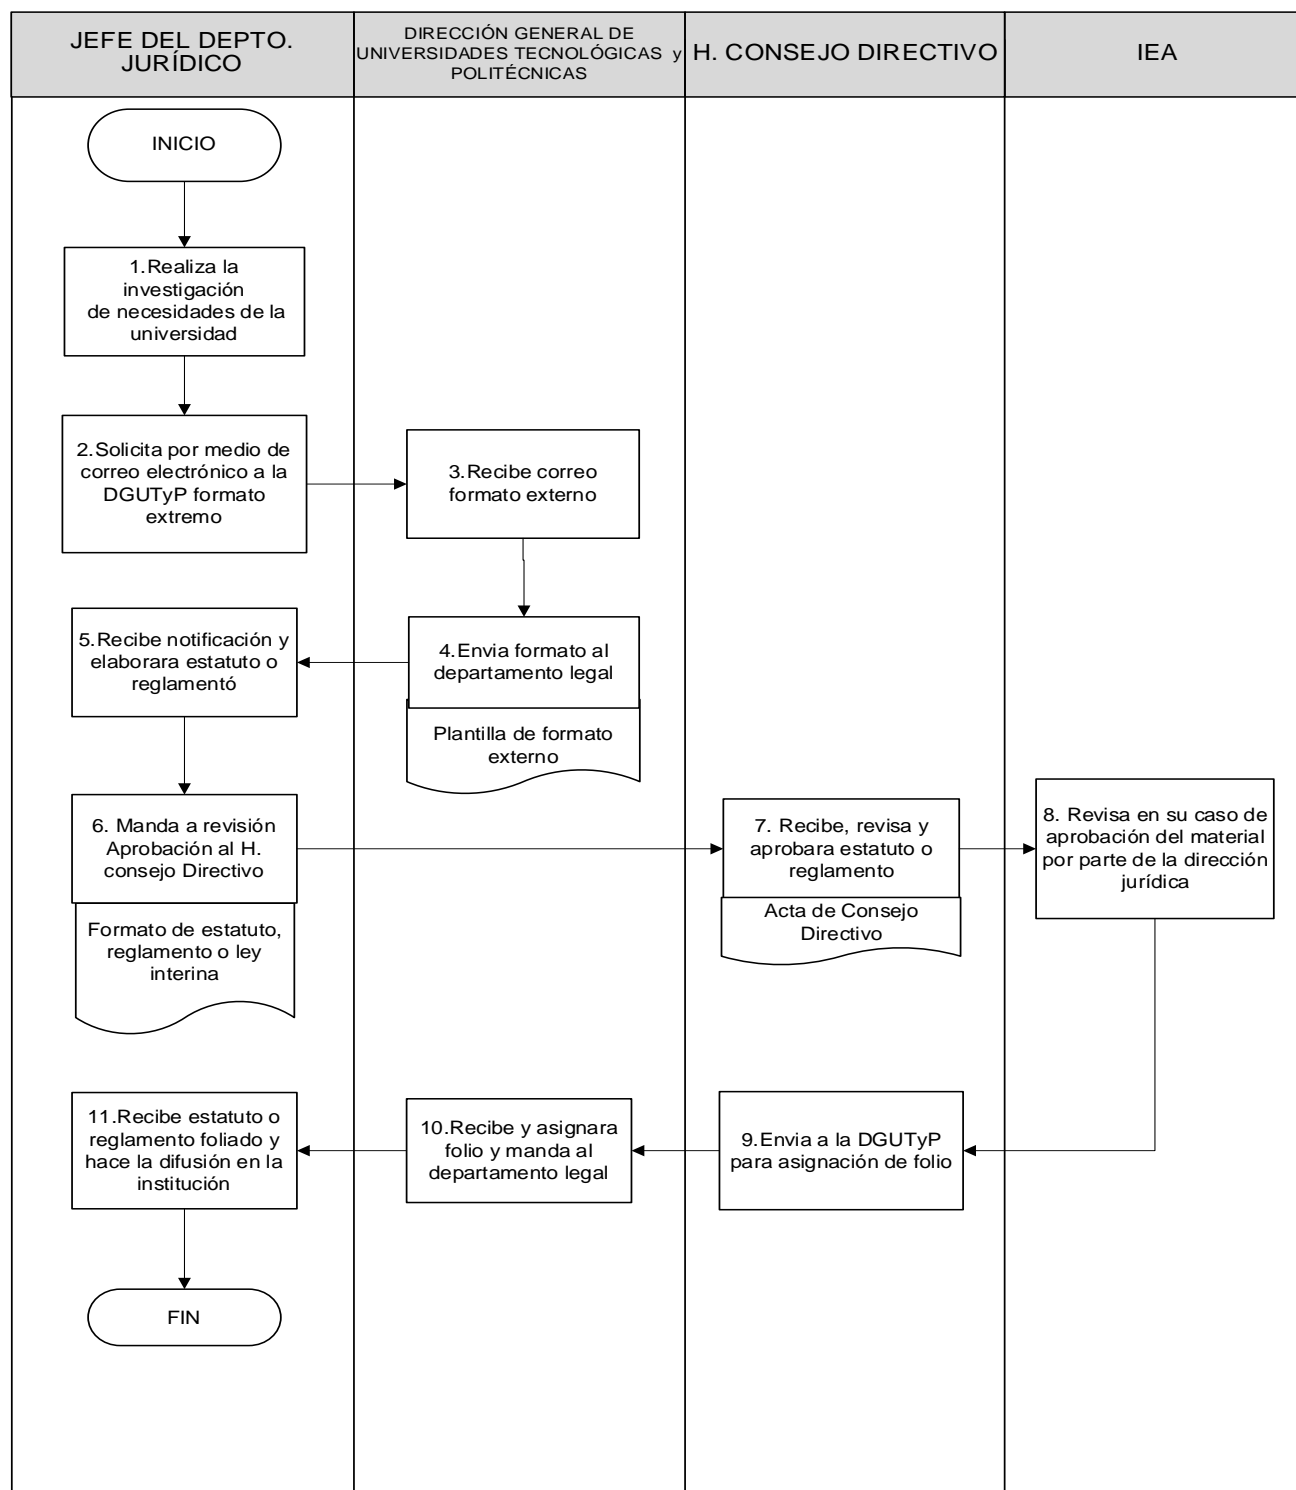 JEFE DEL DEPTO.
JURÍDICO
DIRECCIÓN GENERAL DE
UNIVERSIDADES TECNOLÓGICAS y
POLITÉCNICAS
H. CONSEJO DIRECTIVO
IEA
INICIO
1.Realiza la
investigación
de necesidades de la
universidad
2.Solicita por medio de
correo electrónico a la
DGUTyP formato
extremo
3.Recibe correo
formato externo
4.Envia formato al
departamento legal
Plantilla de formato
externo
5.Recibe notificación y
elaborara estatuto o
reglamentó
6. Manda a revisión
Aprobación al H.
consejo Directivo
Formato de estatuto,
reglamento o ley
interina
7. Recibe, revisa y
aprobara estatuto o
reglamento
Acta de Consejo
Directivo
8. Revisa en su caso de
aprobación del material
por parte de la dirección
jurídica
9.Envia a la DGUTyP
para asignación de folio
10.Recibe y asignara
folio y manda al
departamento legal
11.Recibe estatuto o
reglamento foliado y
hace la difusión en la
institución
FIN